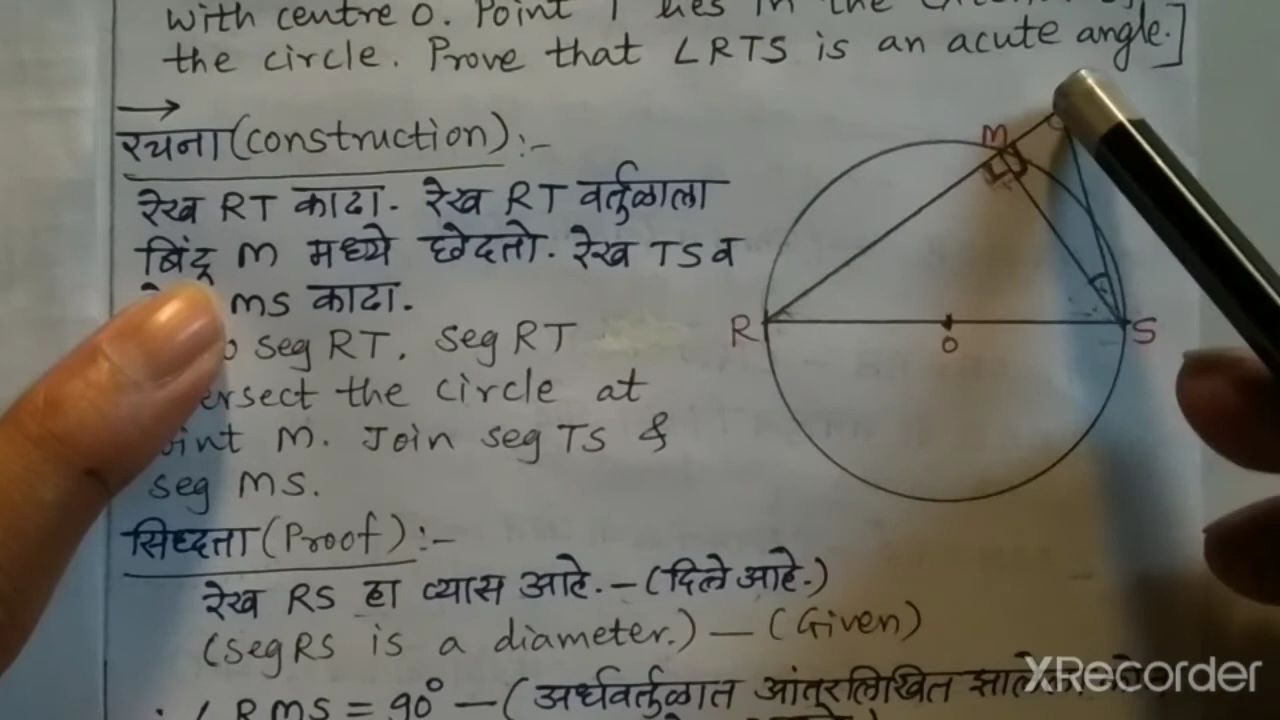 with centre O. Point T lies in the
the circle. Prove that ∠RTS is an acute angle.]
रचना (construction):-
रेख RT काढा. रेख RT वर्तुळाला
बिंदू M मध्ये छेदतो. रेख TS व
MS काढा.
seg RT. seg RT
ersect the circle at
int M. Join seg TS &
seg MS.
M
R
O
S
सिध्दता (Proof):-
रेख RS हा व्यास आहे. - (दिले आहे.)
(seg RS is a diameter.) — (Given)
∴ ∠RMS = 90° — (अर्धवर्तुळात आंतरलिखित
XRecorder